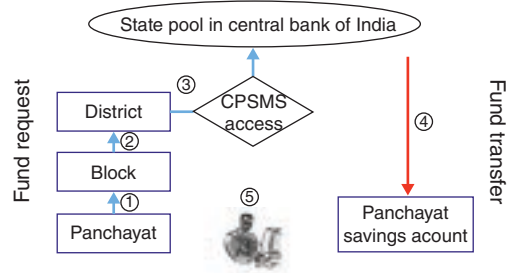 State pool in central bank of India
Fund request
③
CPSMS
access
District
②
Block
①
Panchayat
⑤
④
Fund transfer
Panchayat
savings acount